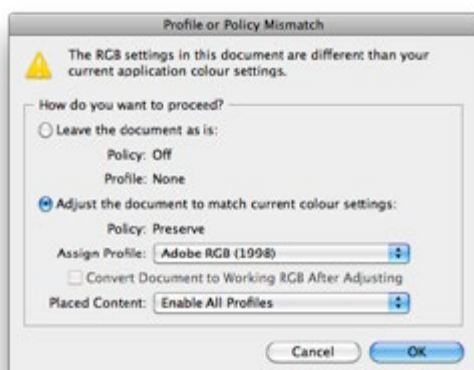 Profile or Policy Mismatch
The RGB settings in this document are different than your
current application colour settings.
How do you want to proceed?
Leave the document as is:
Policy: Off
Profile: None
Adjust the document to match current colour settings:
Policy: Preserve
Assign Profile: Adobe RGB (1998)
Convert Document to Working RGB After Adjusting
Placed Content: Enable All Profiles
Cancel OK